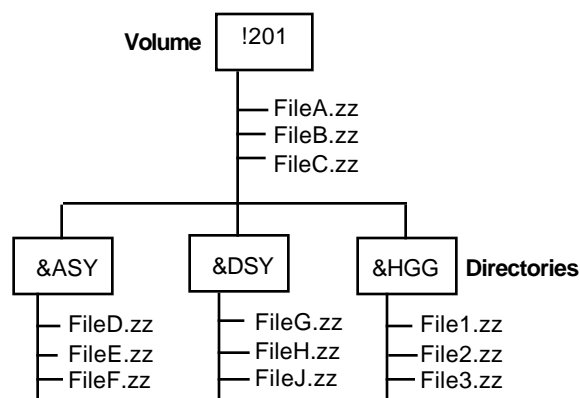 Volume !201
FileA.zz
FileB.zz
FileC.zz
&ASY &DSY &HGG Directories
FileD.zz FileG.zz File1.zz
FileE.zz FileH.zz File2.zz
FileF.zz FileJ.zz File3.zz